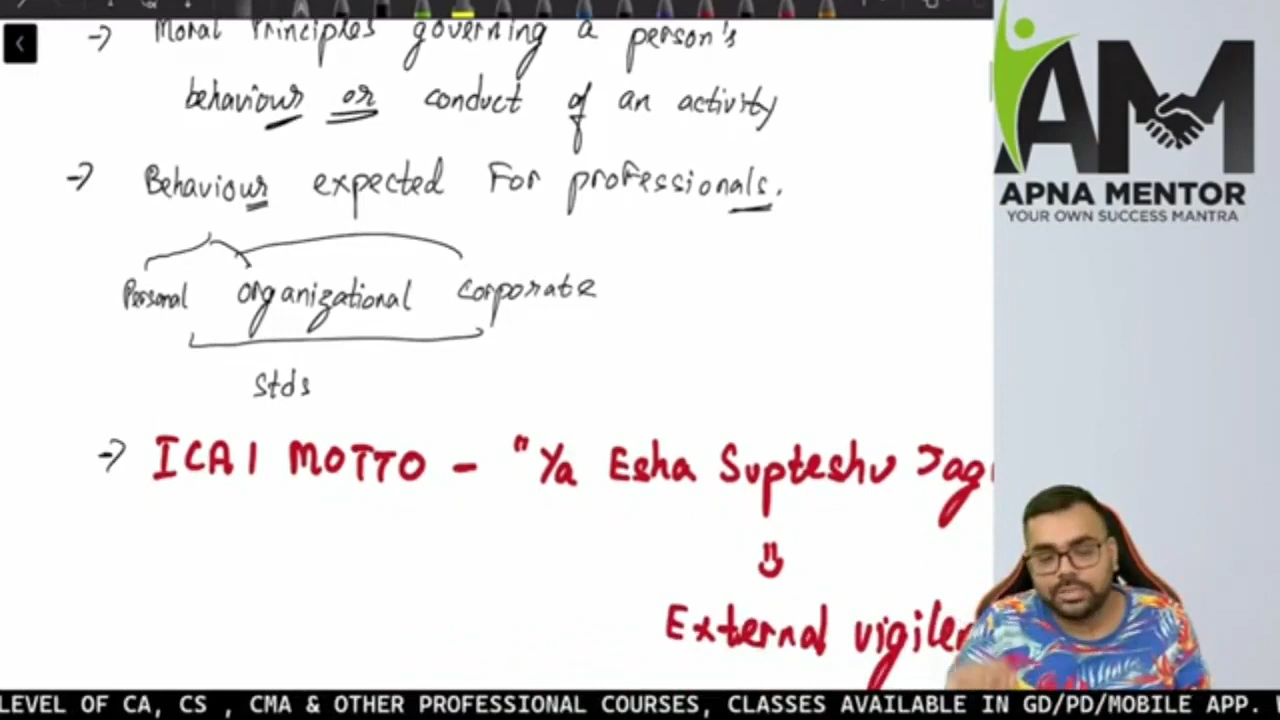 → Moral Principles governing a person's
behaviour or conduct of an activity
→ Behaviour expected For professionals.
Personal organizational corporate
Stds
→ ICAI MOTTO - "Ya Esha Supteshu Jag
External vigilen
AM
APNA MENTOR
YOUR OWN SUCCESS MANTRA
LEVEL OF CA, CS , CMA & OTHER PROFESSIONAL COURSES, CLASSES AVAILABLE IN GD/PD/MOBILE APP.